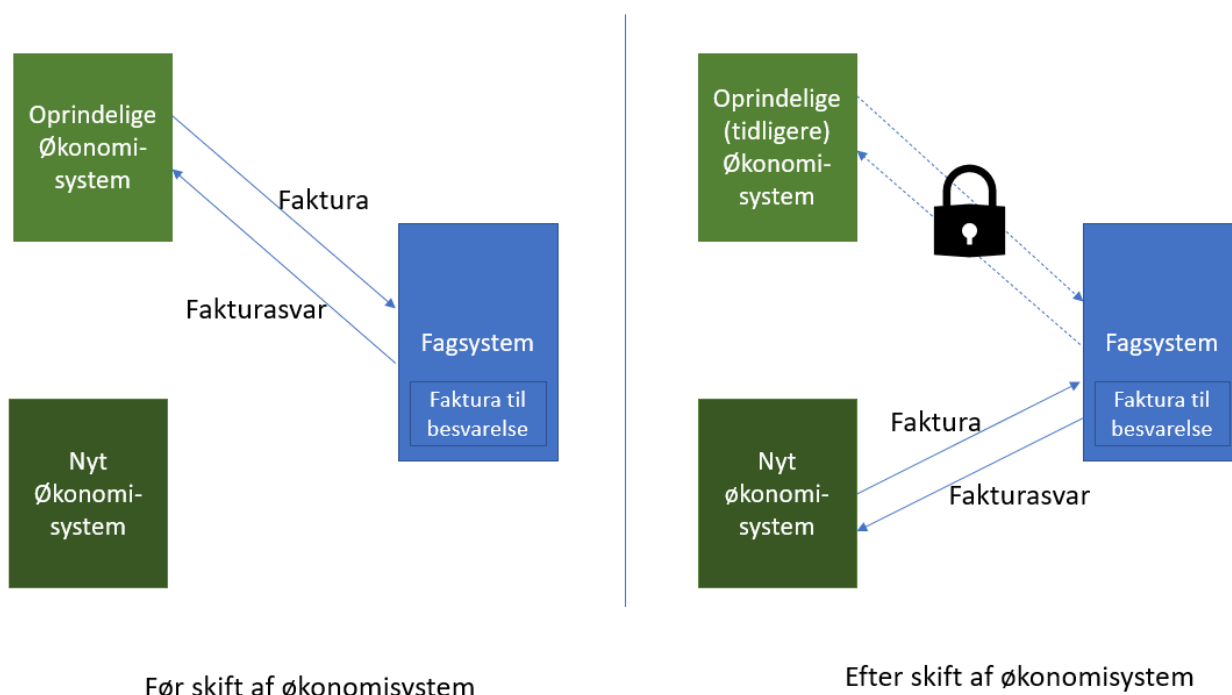 Oprindelige
Økonomi-
system
Faktura
Fakturasvar
Fagsystem
Faktura til
besvarelse
Nyt
Økonomi-
system
Før skift af økonomisystem
Oprindelige
(tidligere)
Økonomi-
system
Fagsystem
Faktura til
besvarelse
Faktura
Fakturasvar
Nyt
økonomi-
system
Efter skift af økonomisystem